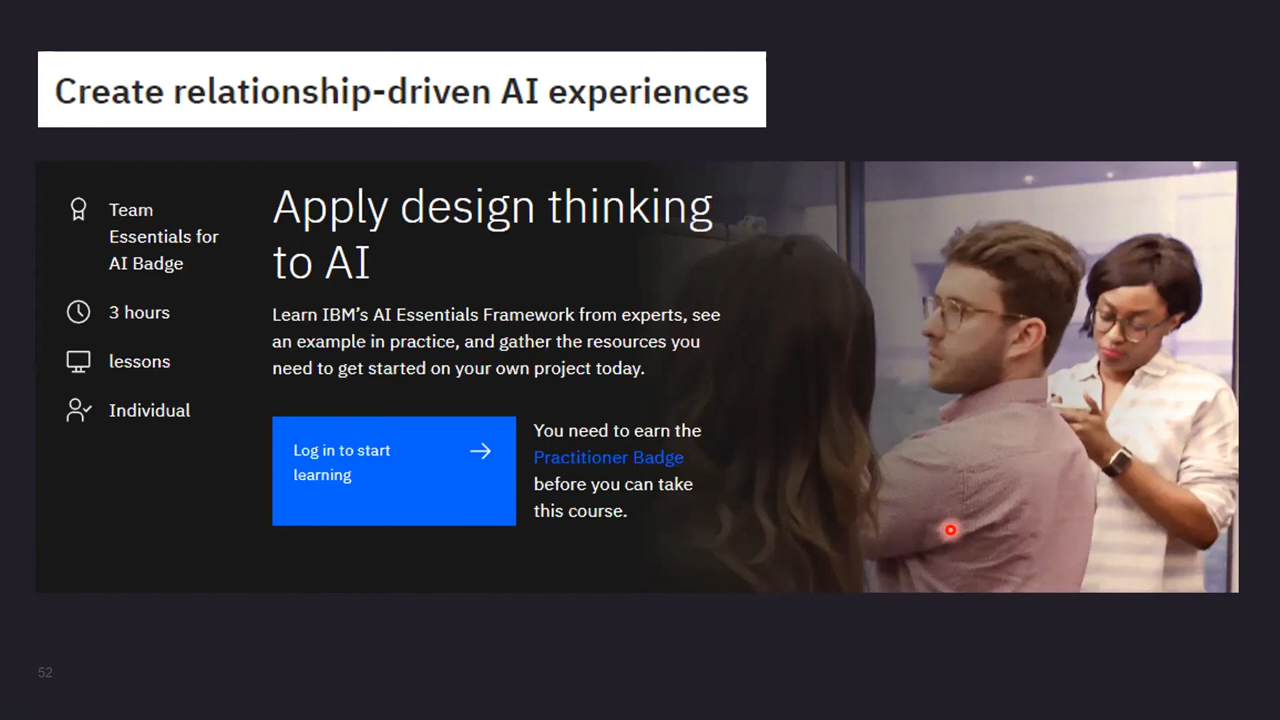 Create relationship-driven AI experiences
Team
Essentials for
AI Badge
3 hours
lessons
Individual
Apply design thinking
to AI
Learn IBM’s AI Essentials Framework from experts, see
an example in practice, and gather the resources you
need to get started on your own project today.
Log in to start
learning
You need to earn the
Practitioner Badge
before you can take
this course.
52